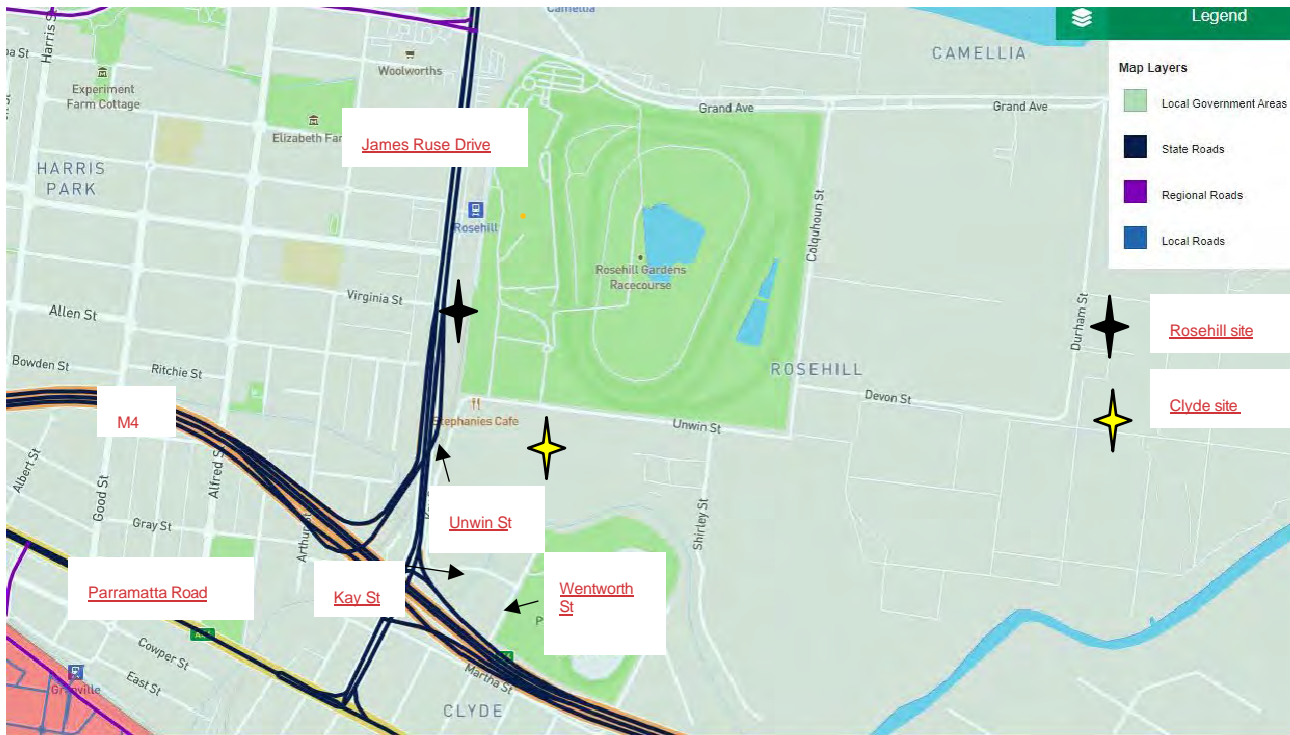 Camellia
Legend
Harris St
CAMELLIA
Woolworths
Map Layers
Experiment
Farm Cottage
Grand Ave
Grand Ave
Local Government Areas
Elizabeth Far
James Ruse Drive
State Roads
HARRIS
PARK
Regional Roads
Colquhoun St
Rosehill
Local Roads
Rosehill Gardens
Racecourse
Virginia St
Allen St
Durham St
Rosehill site
Bowden St
Ritchie St
ROSEHILL
Devon St
Clyde site
M4
Elephanies Cafe
Unwin St
Albert St
Good St
Alfred S
Gray St
Arthur
Unwin St
Shirley St
Parramatta Road
Kay St
Wentworth
St
P
Cowper St
East St
Martha St
Granville
CLYDE